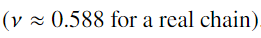 (ν ≈ 0.588 for a real chain)